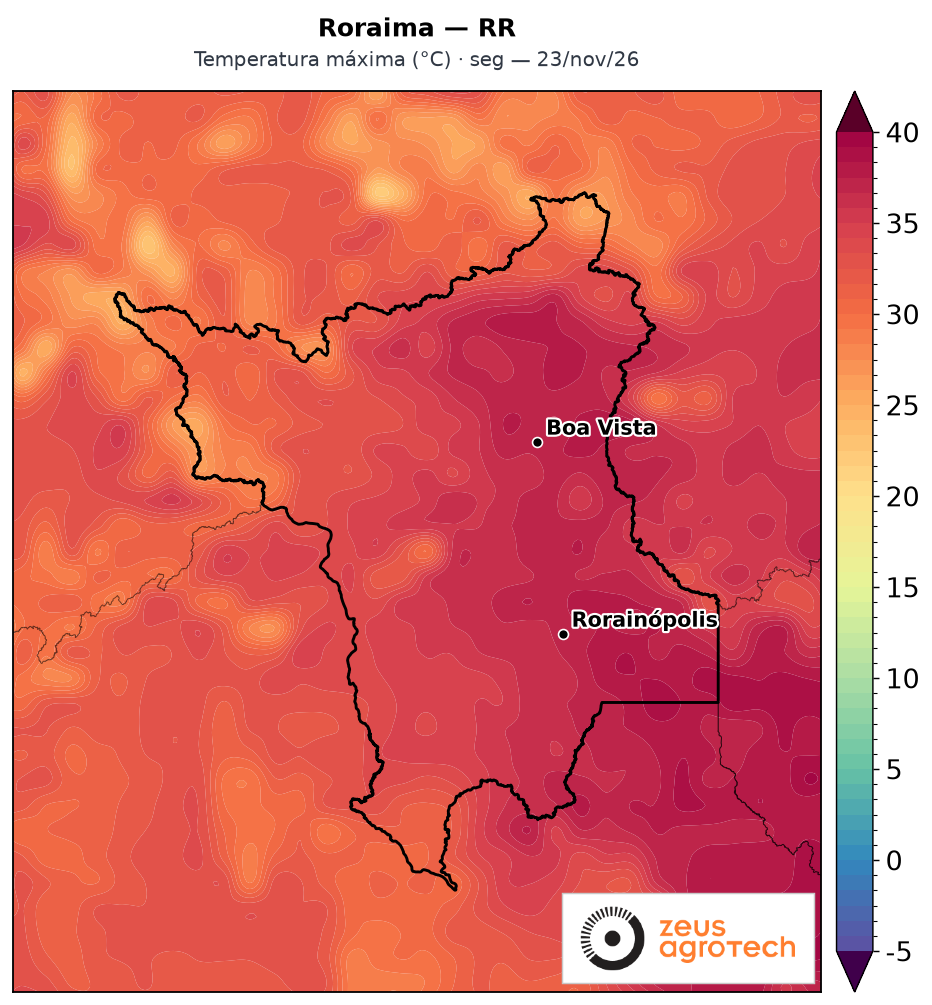 Roraima — RR
Temperatura máxima (°C) · seg — 23/nov/26
40
35
30
25
20
15
10
5
0
-5
Boa Vista
Rorainópolis
zeus
agrotech